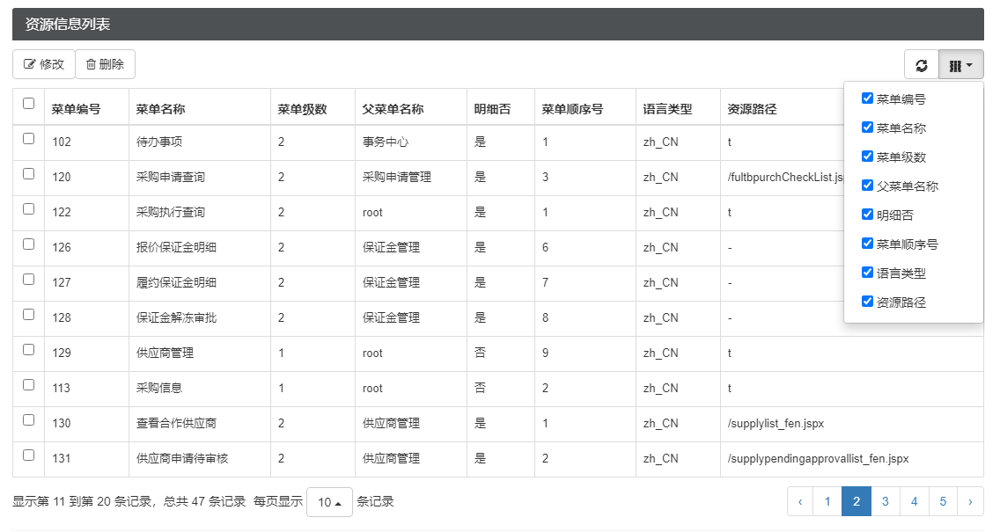 资源信息列表
修改 删除
菜单编号 菜单名称 菜单级数 父菜单名称 明细否 菜单顺序号 语言类型 资源路径
102 待办事项 2 事务中心 是 1 zh_CN t
120 采购申请查询 2 采购申请管理 是 3 zh_CN /fultbpurchCheckList.js
122 采购执行查询 2 root 是 1 zh_CN t
126 报价保证金明细 2 保证金管理 是 6 zh_CN -
127 履约保证金明细 2 保证金管理 是 7 zh_CN -
128 保证金解冻审批 2 保证金管理 是 8 zh_CN -
129 供应商管理 1 root 否 9 zh_CN t
113 采购信息 1 root 否 2 zh_CN t
130 查看合作供应商 2 供应商管理 是 1 zh_CN /supplylist_fen.jspx
131 供应商申请待审核 2 供应商管理 是 2 zh_CN /supplypendingapprovallist_fen.jspx
菜单编号
菜单名称
菜单级数
父菜单名称
明细否
菜单顺序号
语言类型
资源路径
显示第 11 到第 20 条记录，总共 47 条记录 每页显示 10 条记录
‹ 1 2 3 4 5 ›